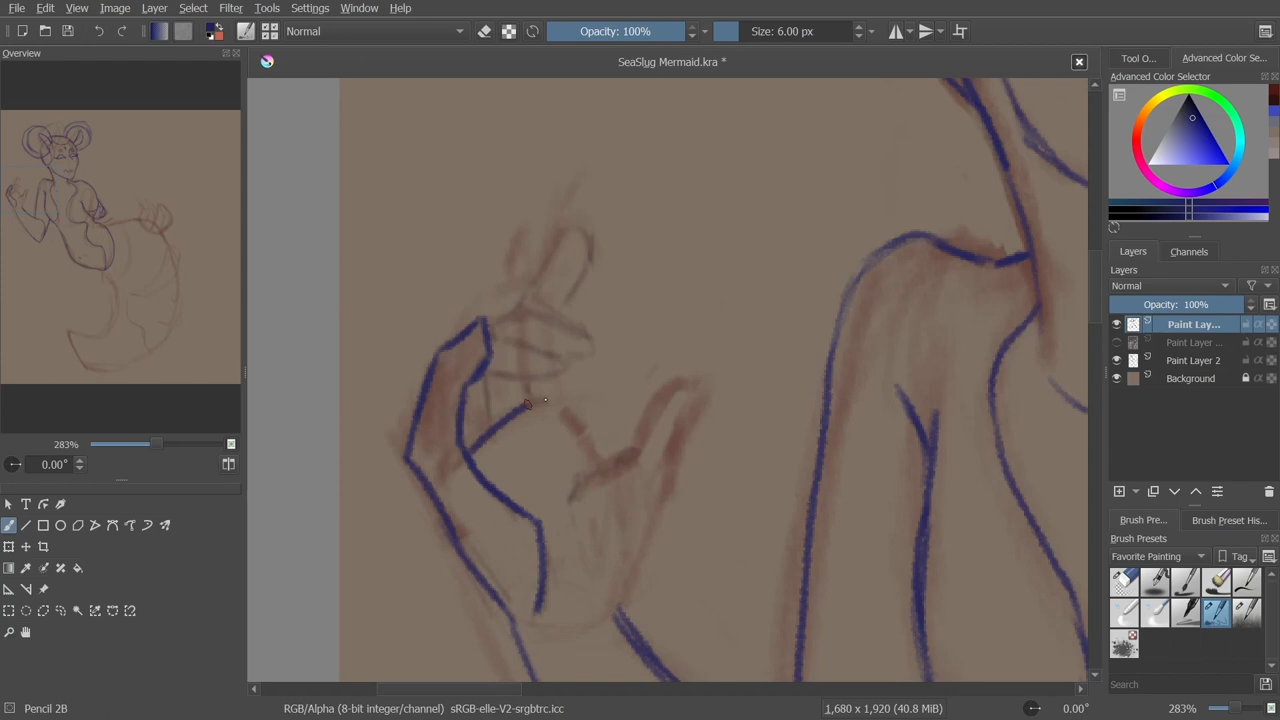 File Edit View Image Layer Select Filter Tools Settings Window Help
Normal
Opacity: 100%
Size: 6.00 px
Overview
SeaSlug Mermaid.kra *
Tool O...
Advanced Color Se...
Advanced Color Selector
Layers
Channels
Layers
Normal
Opacity: 100%
Paint Lay...
Paint Layer ...
Paint Layer 2
Background
66%
0.00°
Brush Pre...
Brush Preset His...
Brush Presets
Favorite Painting
Tag
Search
Pencil 2B
RGB/Alpha (8-bit integer/channel) sRGB-elle-V2-srgbtrc.icc
1,680 x 1,920 (40.8 MiB)
0.00°
283%
283%